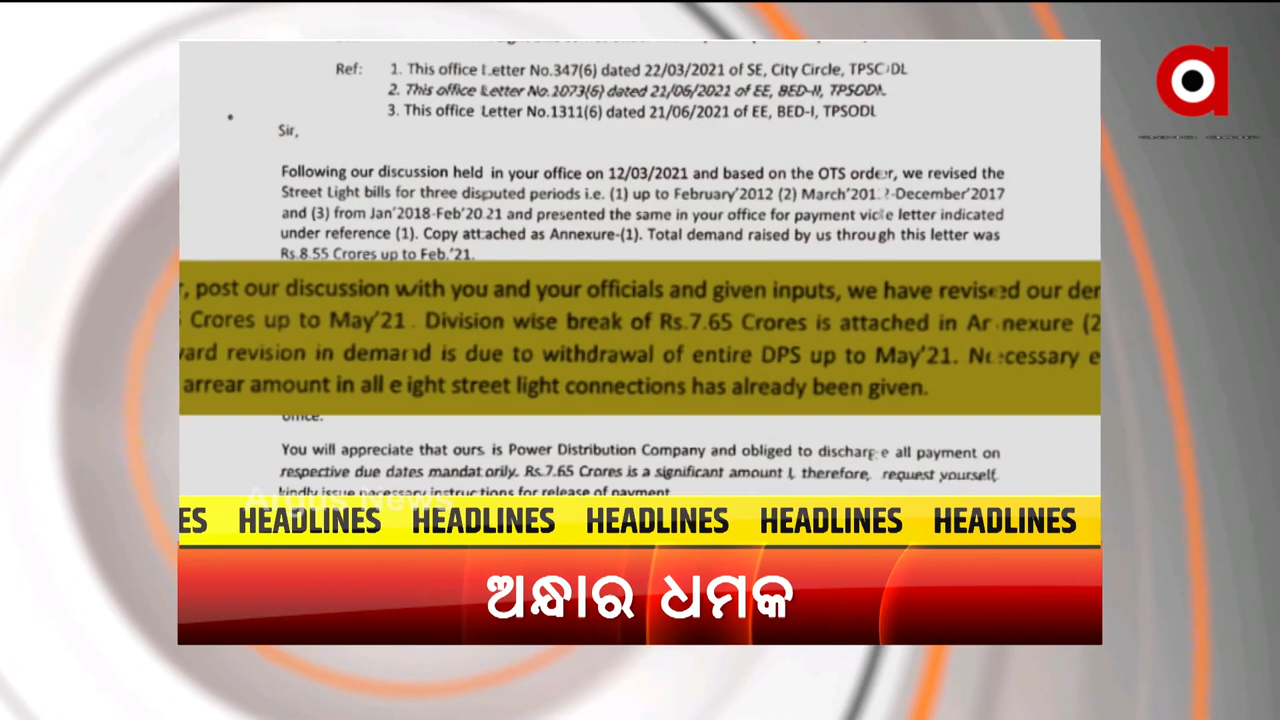 Ref: 1. This office Letter No.347(6) dated 22/03/2021 of SE, City Circle, TPSCODL
2. This office Letter No.1073(6) dated 21/06/2021 of EE, BED-II, TPSODL
3. This office Letter No.1311(6) dated 21/06/2021 of EE, BED-I, TPSODL
Sir,
Following our discussion held in your office on 12/03/2021 and based on the OTS order, we revised the
Street Light bills for three disputed periods i.e. (1) up to February'2012 (2) March'2012-December'2017
and (3) from Jan'2018-Feb'2021 and presented the same in your office for payment vide letter indicated
under reference (1). Copy attached as Annexure-(1). Total demand raised by us through this letter was
Rs.8.55 Crores up to Feb.'21.
, post our discussion with you and your officials and given inputs, we have revised our der
Crores up to May'21. Division wise break of Rs.7.65 Crores is attached in Annexure (2
ard revision in demand is due to withdrawal of entire DPS up to May'21. Necessary e
arrear amount in all eight street light connections has already been given.
office.
You will appreciate that ours is Power Distribution Company and obliged to discharge all payment on
respective due dates mandatorily. Rs.7.65 Crores is a significant amount & therefore, request yourself,
kindly issue necessary instructions for release of payment
Argus News
ES HEADLINES HEADLINES HEADLINES HEADLINES HEADLINES
ଅନ୍ଧାର ଧମକ